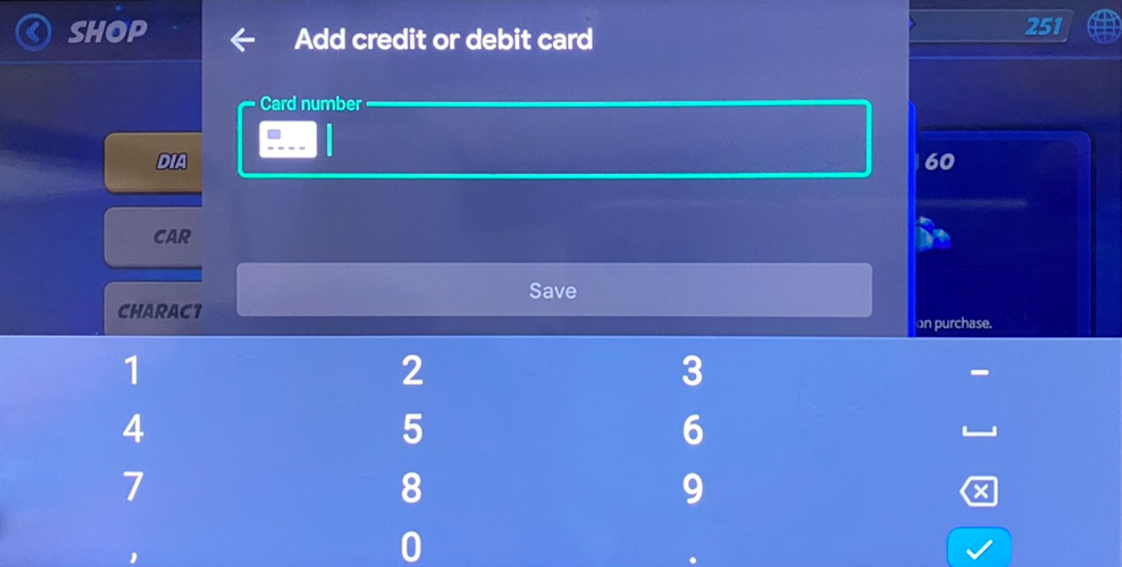 SHOP
Add credit or debit card
251
Card number
DIA
60
CAR
Save
CHARACT
on purchase.
1 2 3 -
4 5 6
7 8 9
, 0 .